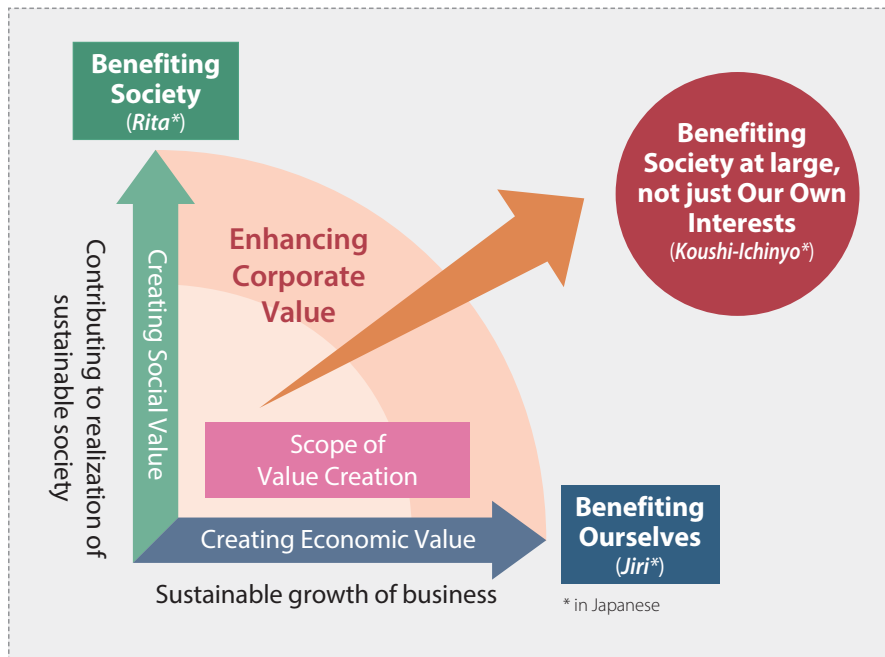 Benefiting
Society
(Rita*)
Benefiting
Society at large,
not just Our Own
Interests
(Koushi-Ichinyo*)
Enhancing
Corporate
Value
Contributing to realization of
sustainable society
Creating Social Value
Scope of
Value Creation
Creating Economic Value
Sustainable growth of business
Benefiting
Ourselves
(Jiri*)
* in Japanese